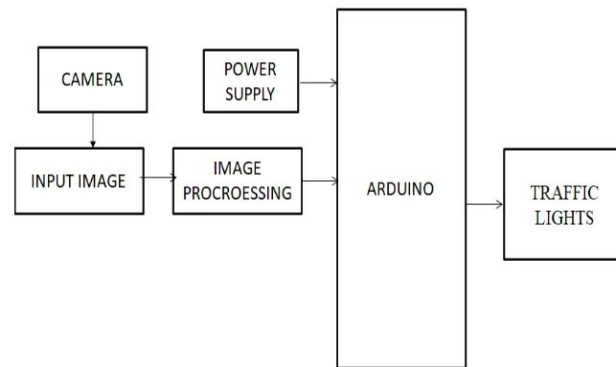 CAMERA
POWER
SUPPLY
INPUT IMAGE
IMAGE
PROCROESSING
ARDUINO
TRAFFIC
LIGHTS